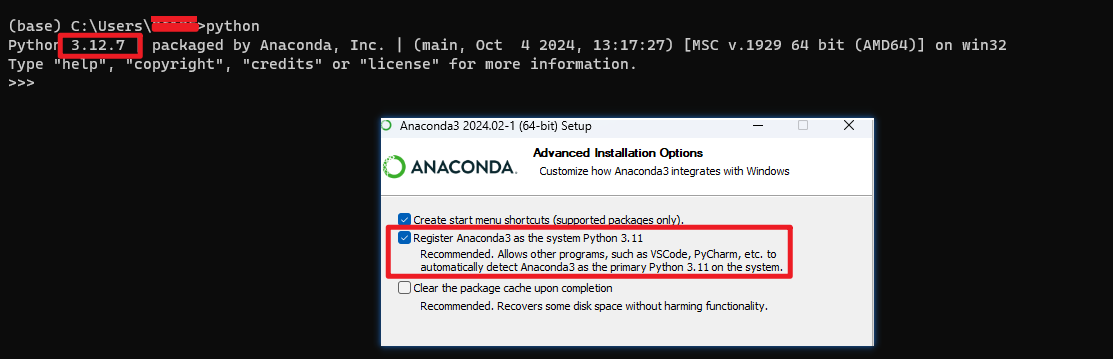 (base) C:\Users\>python
Python 3.12.7 packaged by Anaconda, Inc. | (main, Oct  4 2024, 13:17:27) [MSC v.1929 64 bit (AMD64)] on win32
Type "help", "copyright", "credits" or "license" for more information.
>>>
Anaconda3 2024.02-1 (64-bit) Setup
ANACONDA.
Advanced Installation Options
Customize how Anaconda3 integrates with Windows
Create start menu shortcuts (supported packages only).
Register Anaconda3 as the system Python 3.11
Recommended. Allows other programs, such as VSCode, PyCharm, etc. to
automatically detect Anaconda3 as the primary Python 3.11 on the system.
Clear the package cache upon completion
Recommended. Recovers some disk space without harming functionality.